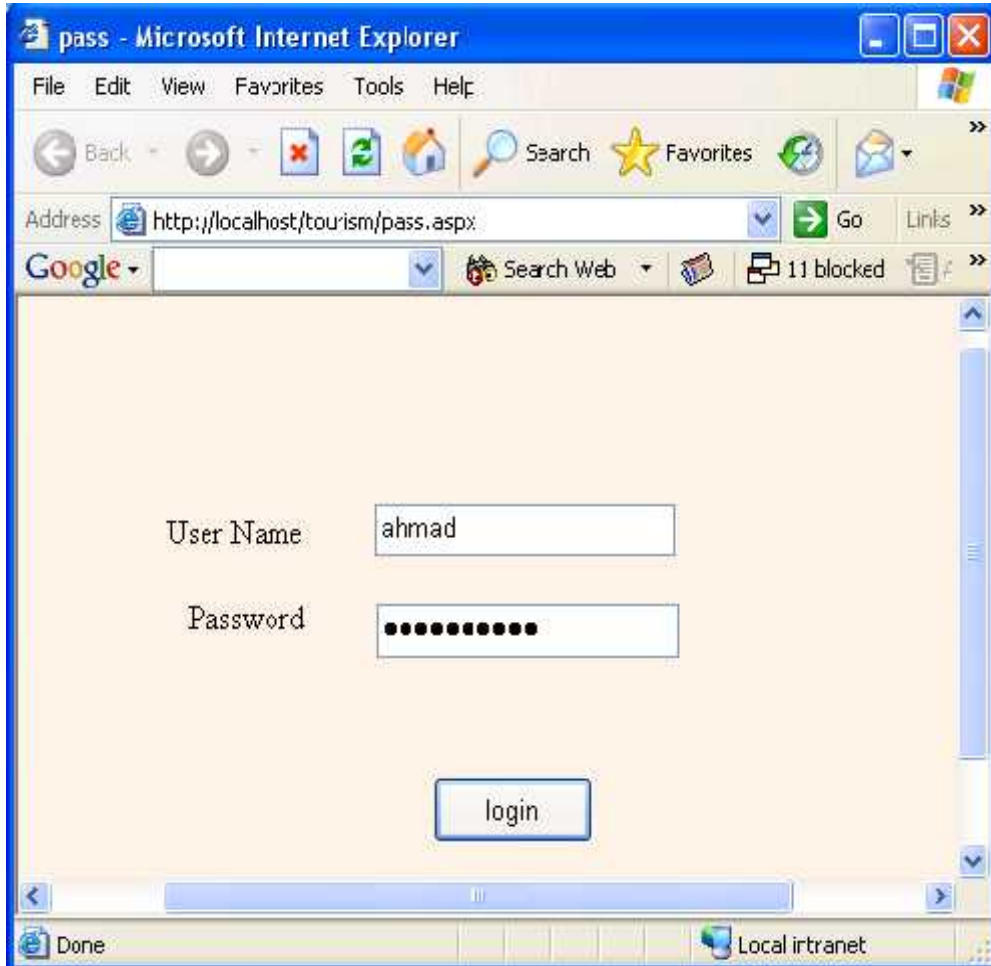 pass - Microsoft Internet Explorer
File Edit View Favorites Tools Help
Back Search Favorites
Address http://localhost/tourism/pass.aspx Go Links
Google Search Web 11 blocked
User Name ahmad
Password ●●●●●●●●●●
login
Done Local intranet